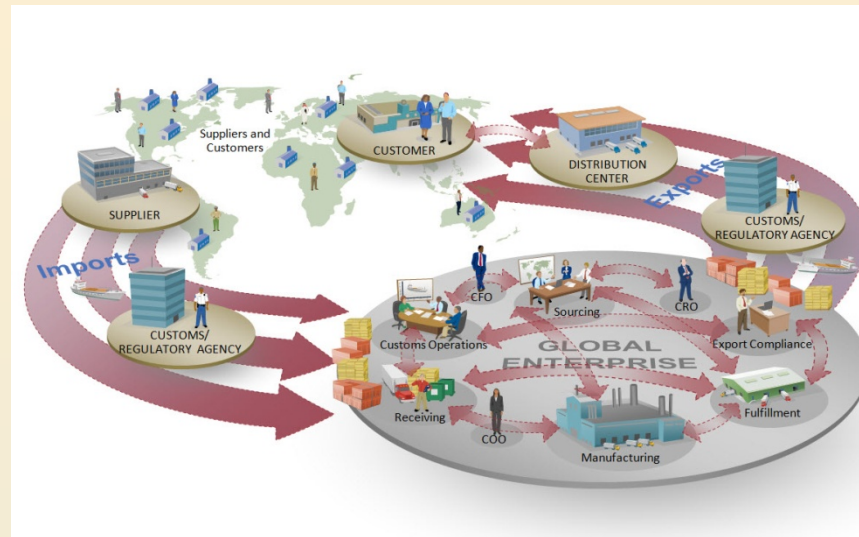 Suppliers and
Customers
CUSTOMER
DISTRIBUTION
CENTER
SUPPLIER
Exports
CUSTOMS/
REGULATORY AGENCY
Imports
CUSTOMS/
REGULATORY AGENCY
CFO
Sourcing
CRO
Customs Operations
GLOBAL
ENTERPRISE
Export Compliance
Receiving
COO
Manufacturing
Fulfillment